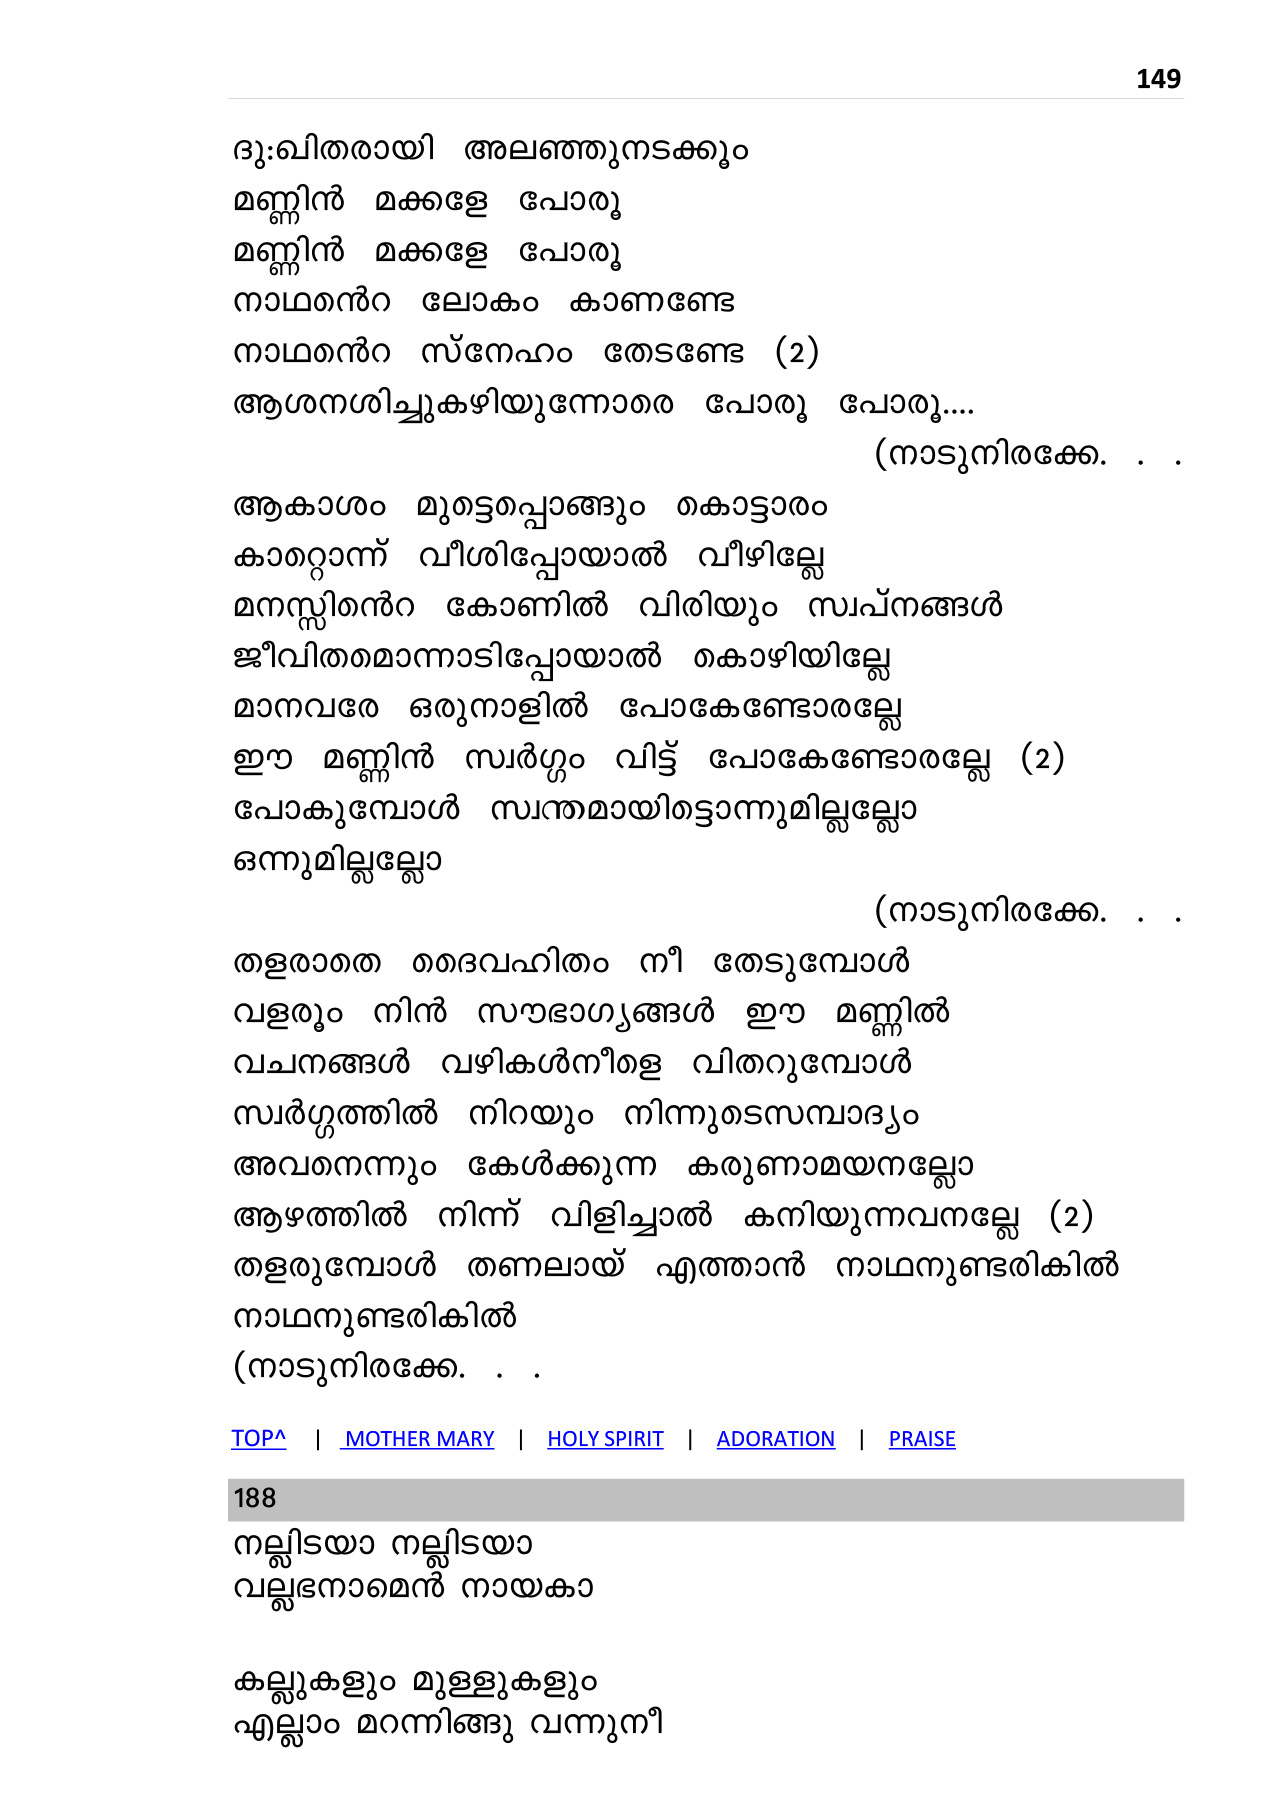 149
ദു:ഖിതരായി അലഞ്ഞുനടക്കൂം
മണ്ണിൻ മക്കളേ പോരൂ
മണ്ണിൻ മക്കളേ പോരൂ
നാഥൻെറ ലോകം കാണണ്ടേ
നാഥൻെറ സ്നേഹം തേടണ്ടേ (2)
ആശനശിച്ചുകഴിയുന്നോരെ പോരൂ പോരൂ....
(നാടുനിരക്കേ. . .
ആകാശം മുട്ടെപ്പൊങ്ങും കൊട്ടാരം
കാറ്റൊന്ന് വീശിപ്പോയാൽ വീഴില്ലേ
മനസ്സിൻെറ കോണിൽ വിരിയും സ്വപ്നങ്ങൾ
ജീവിതമൊന്നാടിപ്പോയാൽ കൊഴിയില്ലേ
മാനവരേ ഒരുനാളിൽ പോകേണ്ടോരല്ലേ
ഈ മണ്ണിൻ സ്വർഗ്ഗം വിട്ട് പോകേണ്ടോരല്ലേ (2)
പോകുമ്പോൾ സ്വന്തമായിട്ടൊന്നുമില്ലല്ലോ
ഒന്നുമില്ലല്ലോ
(നാടുനിരക്കേ. . .
തളരാതെ ദൈവഹിതം നീ തേടുമ്പോൾ
വളരൂം നിൻ സൗഭാഗ്യങ്ങൾ ഈ മണ്ണിൽ
വചനങ്ങൾ വഴികൾനീളെ വിതറുമ്പോൾ
സ്വർഗ്ഗത്തിൽ നിറയും നിന്നുടെസമ്പാദ്യം
അവനെന്നും കേൾക്കുന്ന കരുണാമയനല്ലോ
ആഴത്തിൽ നിന്ന് വിളിച്ചാൽ കനിയുന്നവനല്ലേ (2)
തളരുമ്പോൾ തണലായ് എത്താൻ നാഥനുണ്ടരികിൽ
നാഥനുണ്ടരികിൽ
(നാടുനിരക്കേ. . .
TOP^ | MOTHER MARY | HOLY SPIRIT | ADORATION | PRAISE
188
നല്ലിടയാ നല്ലിടയാ
വല്ലഭനാമെൻ നായകാ
കല്ലുകളും മുള്ളുകളും
എല്ലാം മറന്നിങ്ങു വന്നുനീ